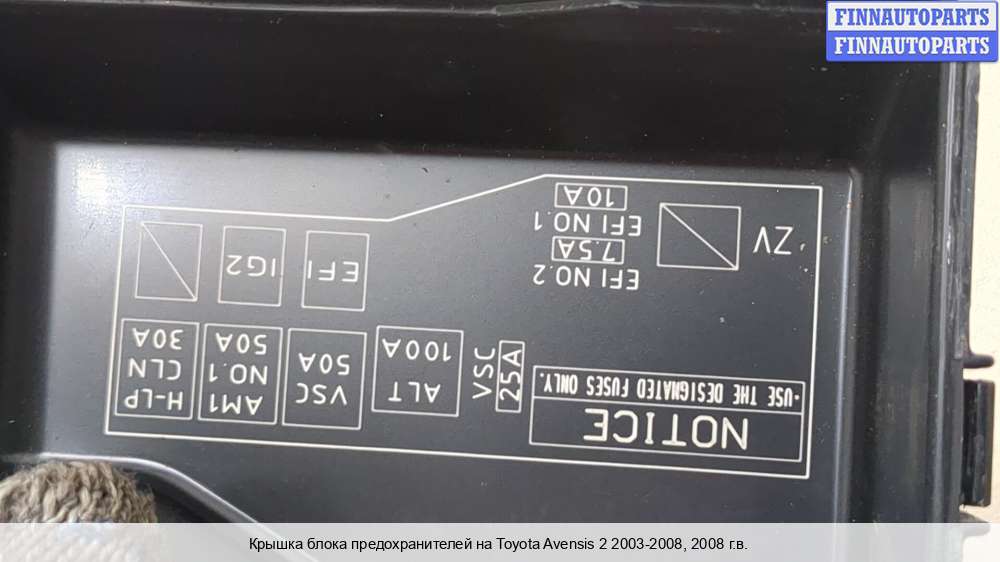 FINNAUTOPARTS
FINNAUTOPARTS
NOTICE
·USE THE DESIGNATED FUSES ONLY.
VSC
25A
ALT
100A
VSC
50A
AM1
NO.1
50A
H-LP
CLN
30A
EFI
IG2
EFI NO.2
7.5A
EFI NO.1
10A
ZV
Крышка блока предохранителей на Toyota Avensis 2 2003-2008, 2008 г.в.